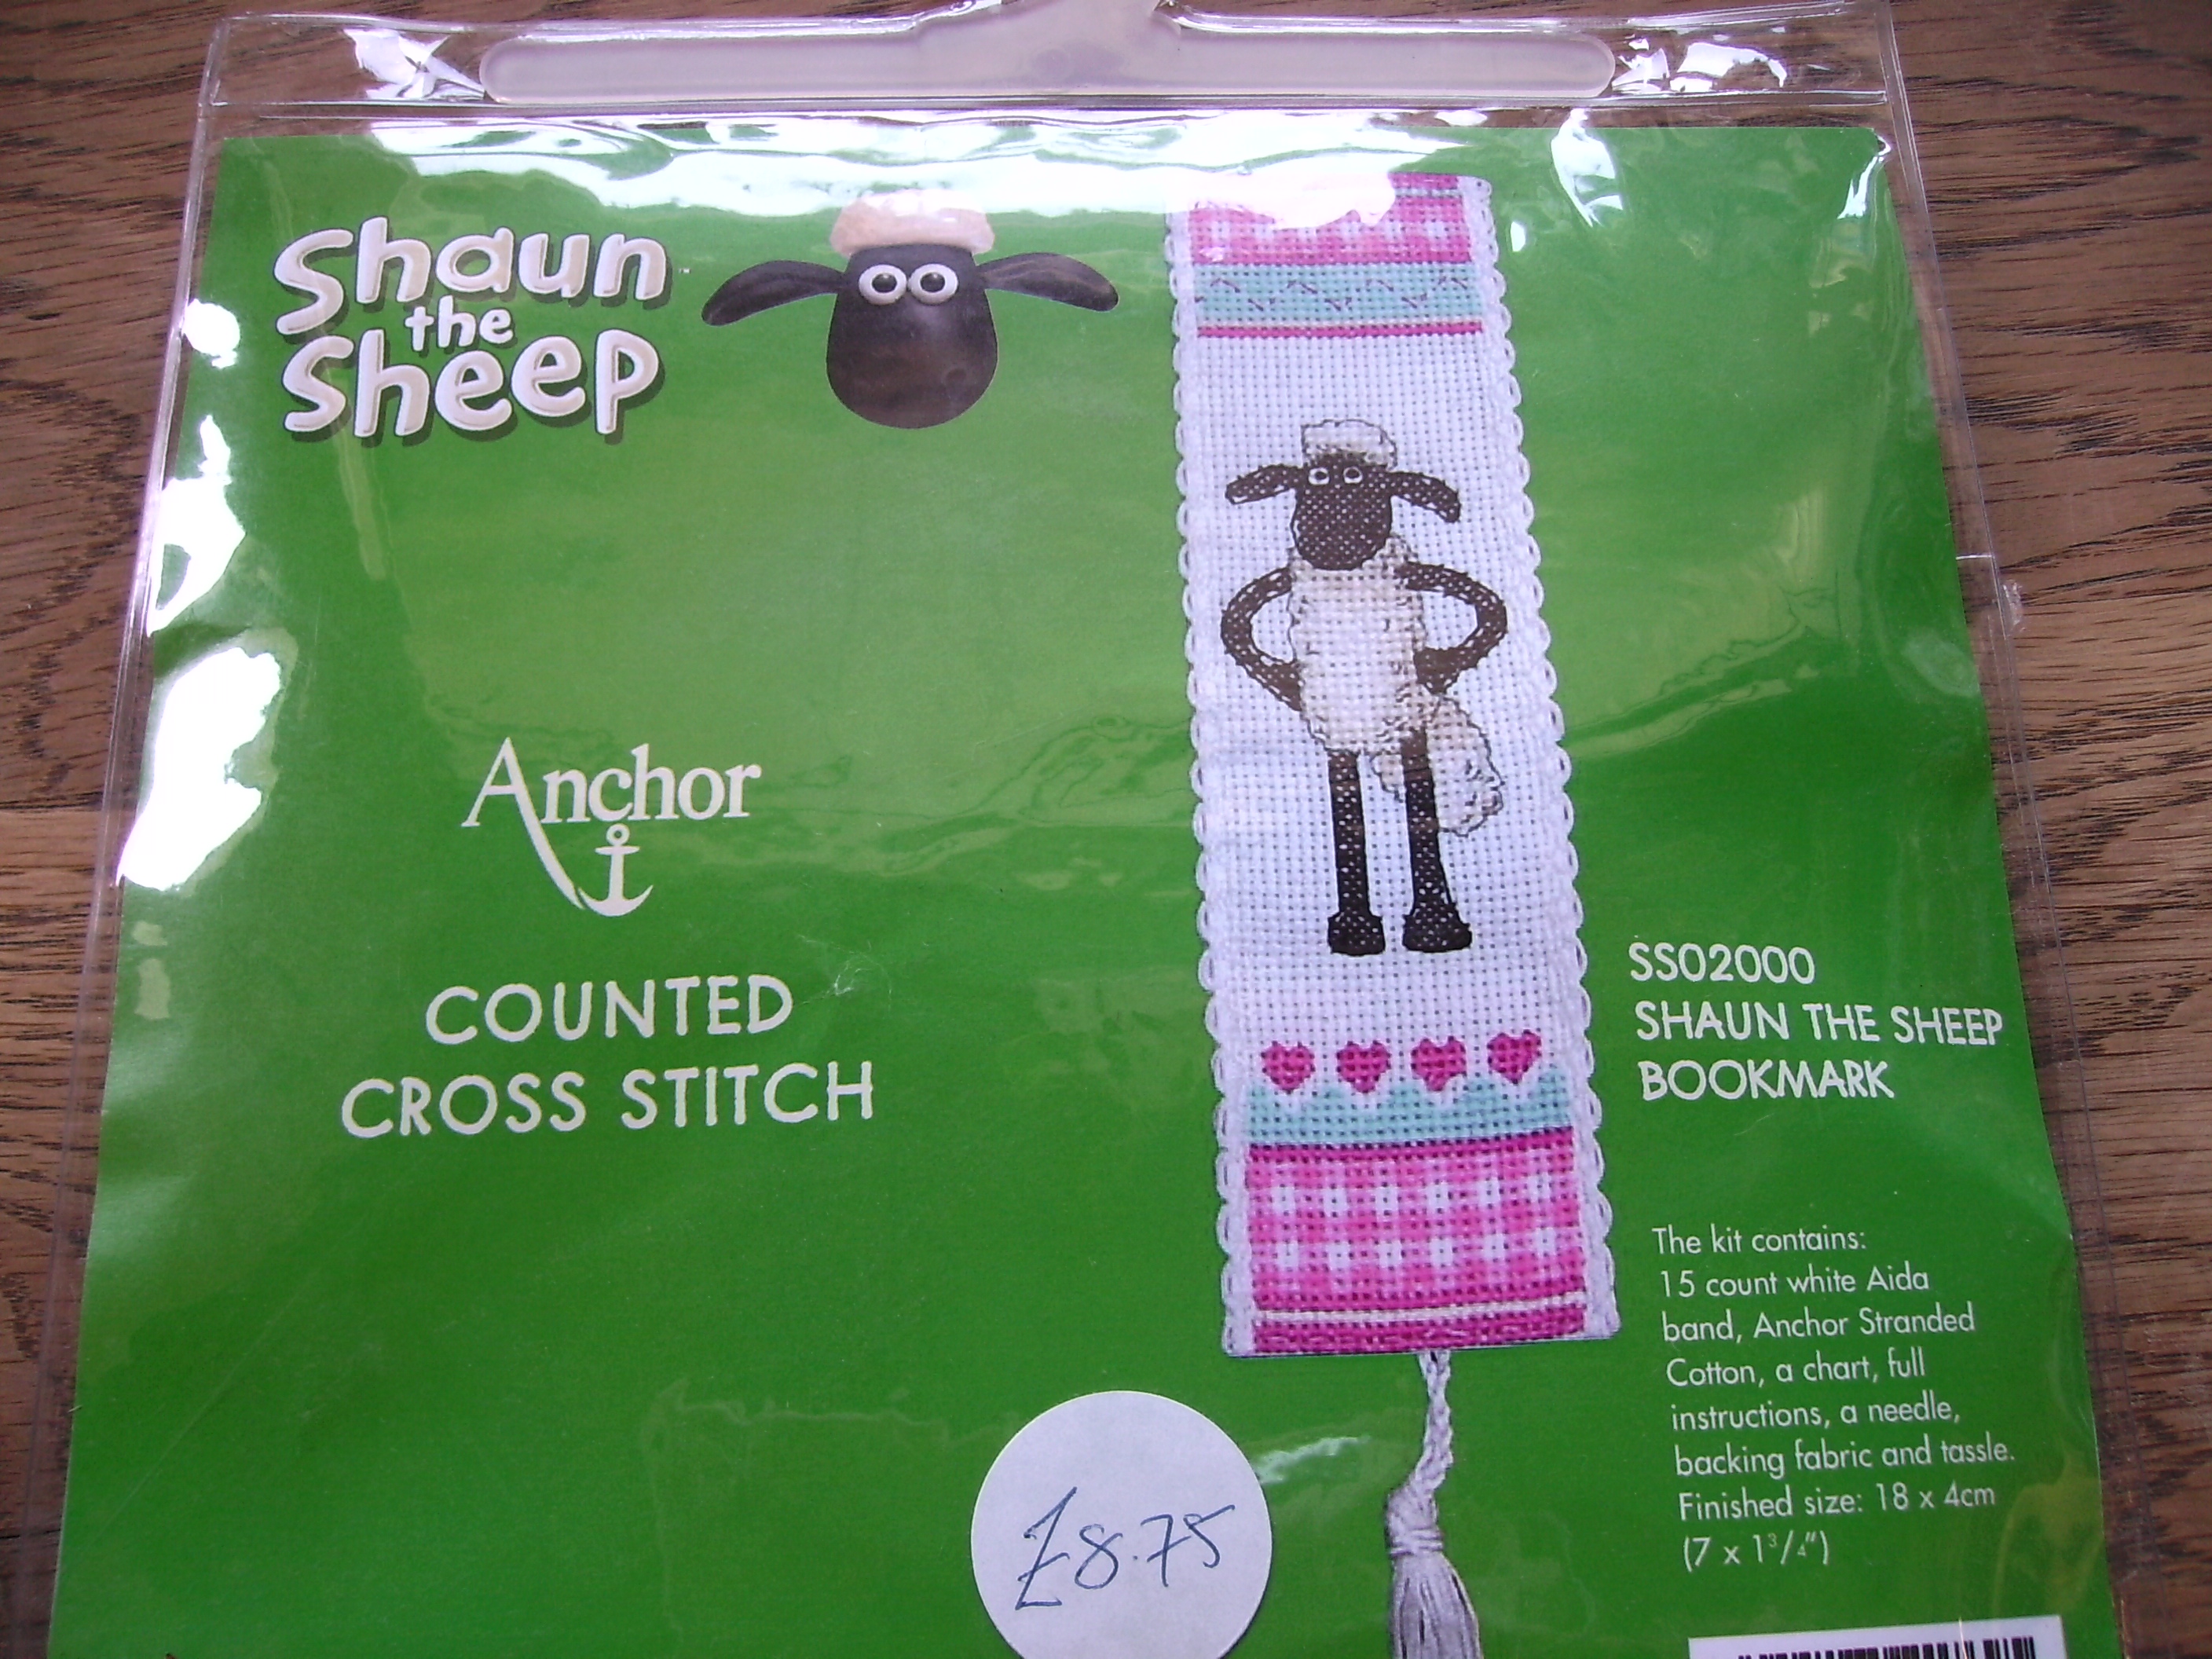 Shaun
the
Sheep
Anchor
COUNTED
CROSS STITCH
SS02000
SHAUN THE SHEEP
BOOKMARK
The kit contains:
15 count white Aida
band, Anchor Stranded
Cotton, a chart, full
instructions, a needle,
backing fabric and tassle.
Finished size: 18 x 4cm
(7 x 1³/₄")
£8.75